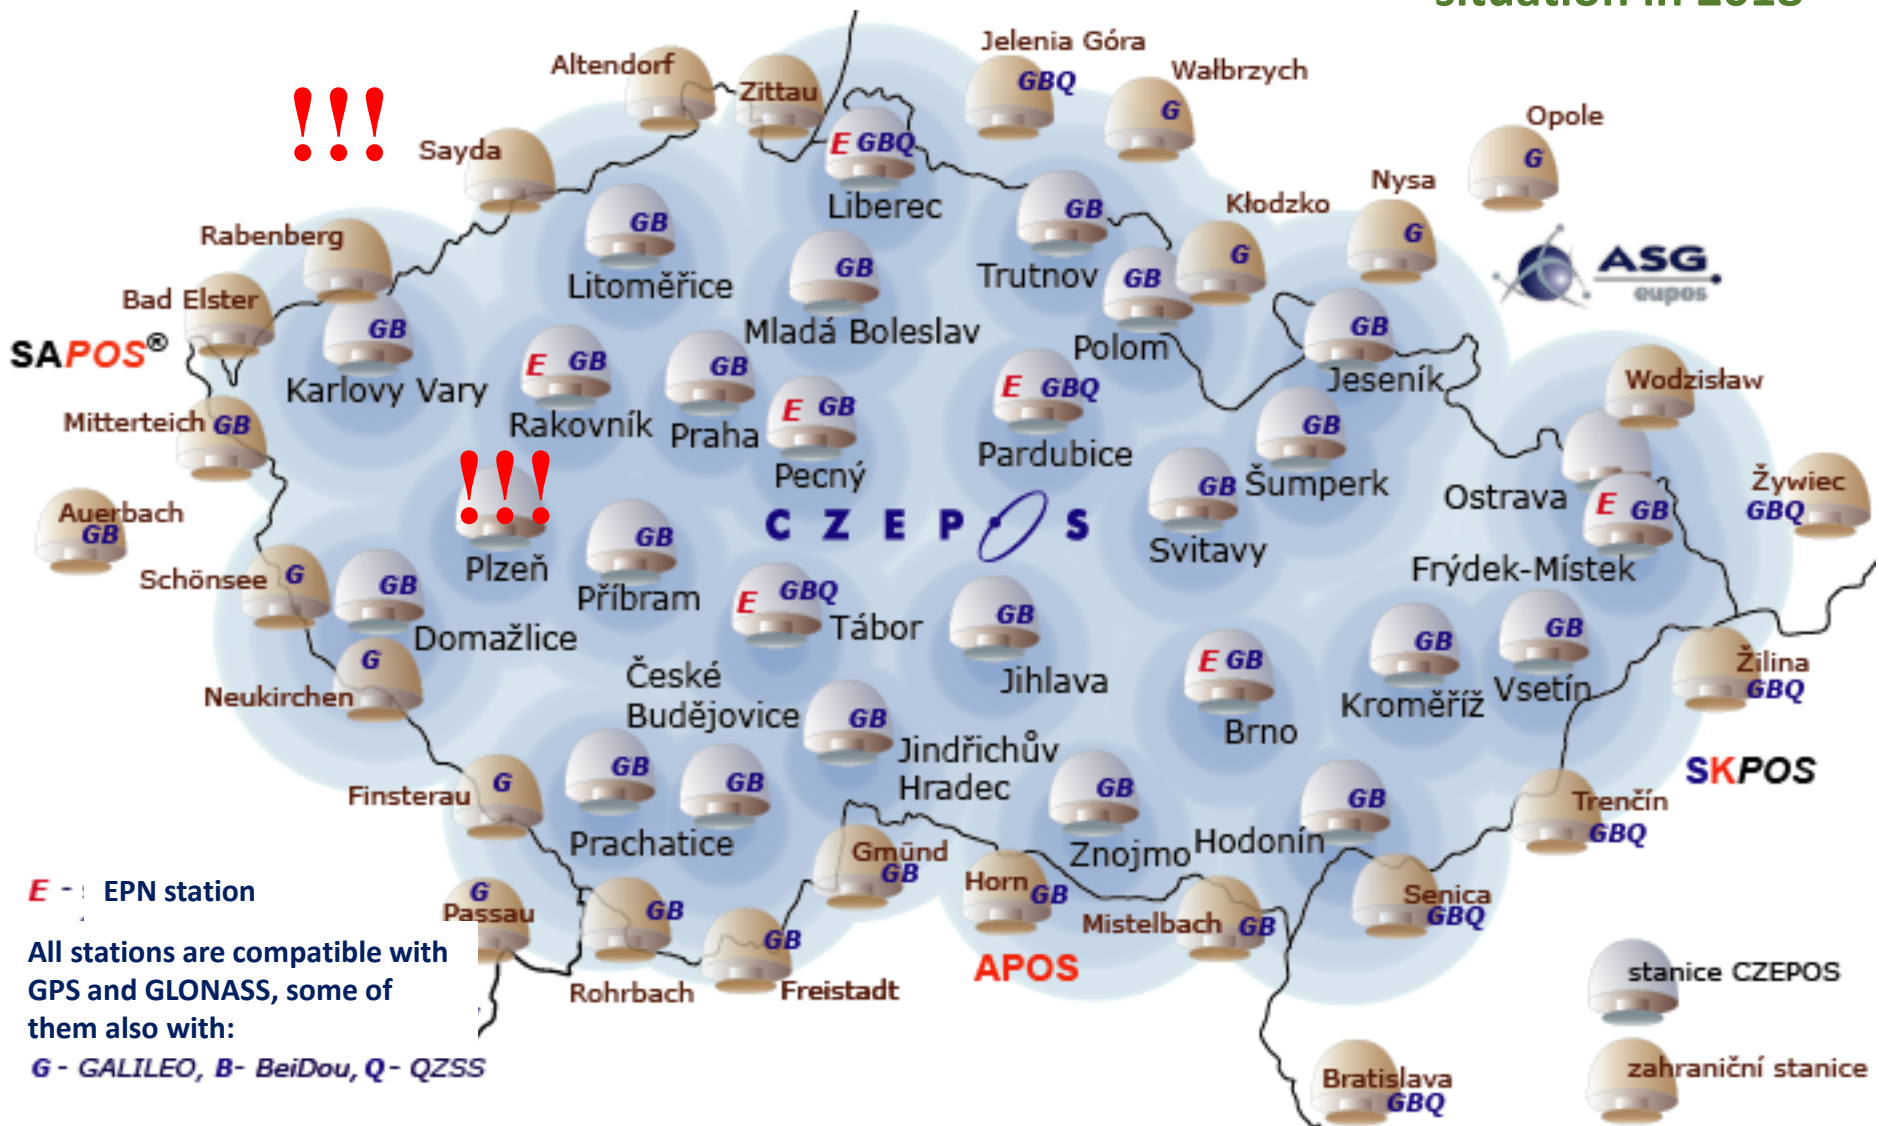 situation in 2018
Jelenia Góra
GBQ
Altendorf
Wałbrzych
G
Zittau
Opole
G
!!!
E GBQ
Sayda
Liberec
Nysa
G
GB
Litoměřice
GB
Trutnov
Kłodzko
G
Rabenberg
ASG
eupos
GB
Mladá Boleslav
GB
Polom
Bad Elster
GB
Karlovy Vary
GB
Jeseník
SAPOS®
E GB
Rakovník
GB
Praha
E GB
Pecný
E GBQ
Pardubice
Wodzisław
Mitterteich GB
GB
Šumperk
!!!
Plzeň
GB
Svitavy
Ostrava
Żywiec
GBQ
Auerbach
GB
CZEPOS
E GB
Frýdek-Místek
GB
Příbram
Schönsee G
GB
Domažlice
E GBQ
Tábor
GB
Jihlava
E GB
Brno
GB
Kroměříž
GB
Vsetín
Žilina
GBQ
Neukirchen
G
České
Budějovice
GB
Jindřichův
Hradec
SKPOS
Finsterau G
GB
Prachatice
GB
GB
Znojmo
GB
Hodonín
Trenčín
GBQ
Gmünd
GB
Horn GB
Mistelbach GB
Senica
GBQ
E -
EPN station
G
Passau
GB
Rohrbach
GB
Freistadt
APOS
All stations are compatible with
GPS and GLONASS, some of
them also with:
G - GALILEO, B- BeiDou, Q - QZSS
stanice CZEPOS
Bratislava
GBQ
zahraniční stanice